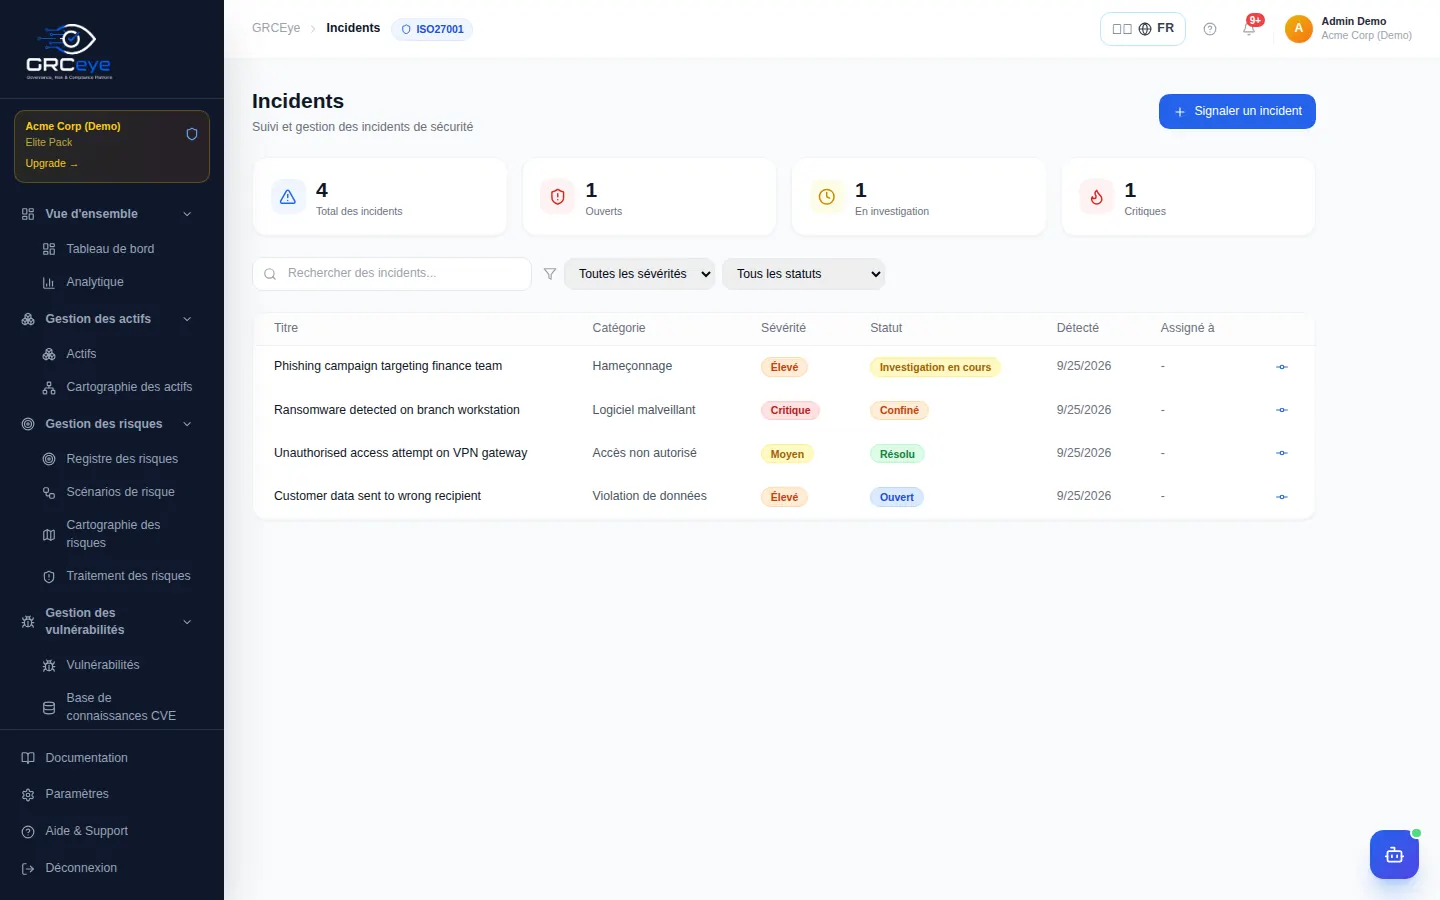 GRCeye
Governance, Risk & Compliance Platform
Acme Corp (Demo)
Elite Pack
Upgrade →
Vue d'ensemble
Tableau de bord
Analytique
Gestion des actifs
Actifs
Cartographie des actifs
Gestion des risques
Registre des risques
Scénarios de risque
Cartographie des
risques
Traitement des risques
Gestion des
vulnérabilités
Vulnérabilités
Base de
connaissances CVE
Documentation
Paramètres
Aide & Support
Déconnexion
GRCEye Incidents ISO27001
FR
9+
A
Admin Demo
Acme Corp (Demo)
Incidents
Suivi et gestion des incidents de sécurité
Signaler un incident
4
Total des incidents
1
Ouverts
1
En investigation
1
Critiques
Rechercher des incidents...
Toutes les sévérités
Tous les statuts
Titre Catégorie Sévérité Statut Détecté Assigné à
Phishing campaign targeting finance team Hameçonnage Élevé Investigation en cours 9/25/2026 -
Ransomware detected on branch workstation Logiciel malveillant Critique Confiné 9/25/2026 -
Unauthorised access attempt on VPN gateway Accès non autorisé Moyen Résolu 9/25/2026 -
Customer data sent to wrong recipient Violation de données Élevé Ouvert 9/25/2026 -